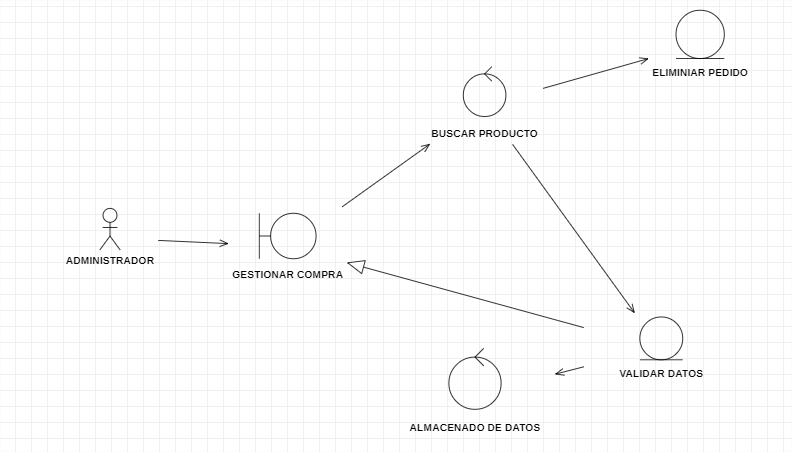 ELIMINIAR PEDIDO
BUSCAR PRODUCTO
ADMINISTRADOR
GESTIONAR COMPRA
VALIDAR DATOS
ALMACENADO DE DATOS